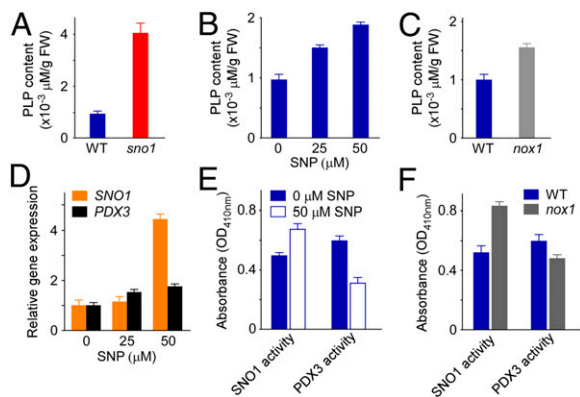 A
PLP content
(x10⁻³ μM/g FW)
4
2
0
WT sno1
B
PLP content
(x10⁻³ μM/g FW)
2
1
0
0 25 50
SNP (μM)
C
PLP content
(x10⁻³ μM/g FW)
2
1
0
WT nox1
D
Relative gene expression
SNO1
PDX3
6
4
2
0
0 25 50
SNP (μM)
E
Absorbance (OD410nm)
0 μM SNP
50 μM SNP
0.8
0.4
0
SNO1 activity
PDX3 activity
F
Absorbance (OD410nm)
WT
nox1
0.8
0.4
0
SNO1 activity
PDX3 activity